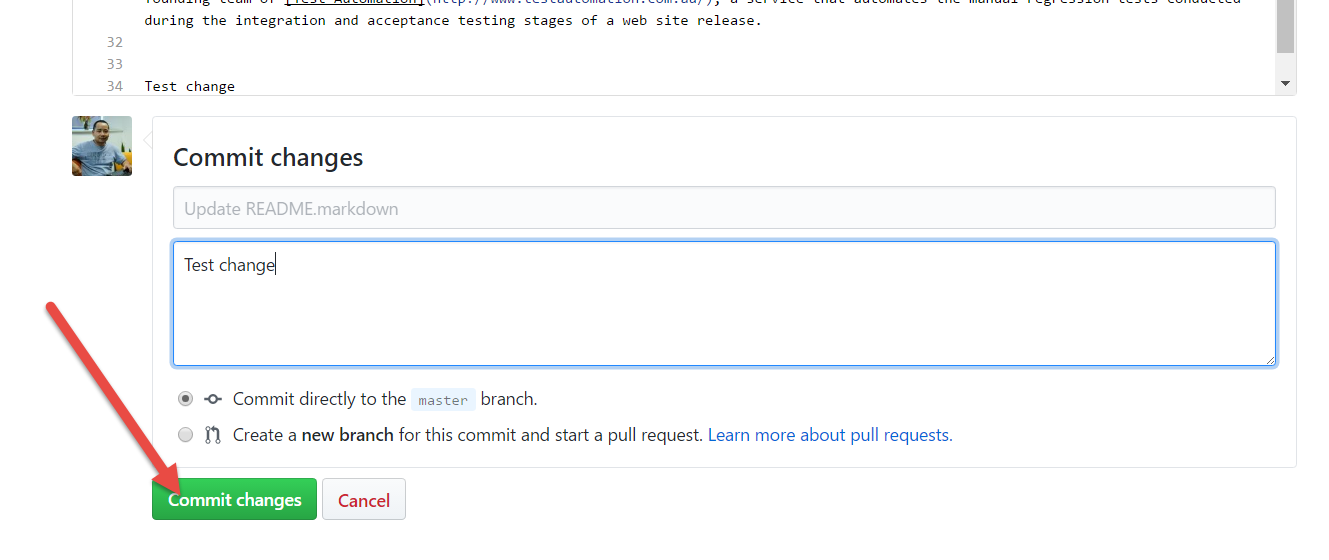 founding team of [Test Automation](http://www.testautomation.com.au/), a service that automates the manual regression tests conducted
during the integration and acceptance testing stages of a web site release.
32
33
34 Test change
Commit changes
Update README.markdown
Test change
Commit directly to the master branch.
Create a new branch for this commit and start a pull request. Learn more about pull requests.
Commit changes Cancel